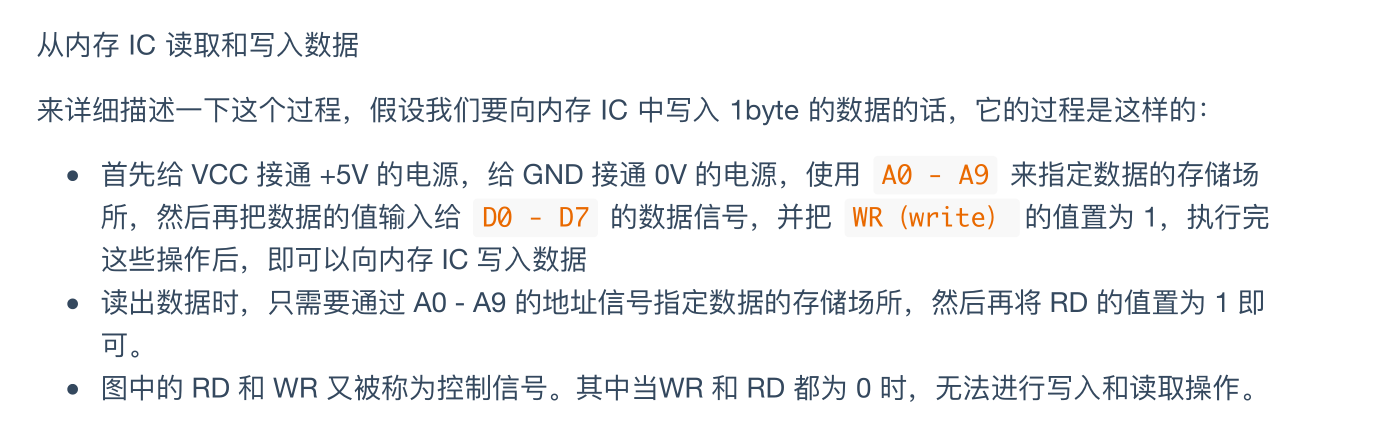 从内存 IC 读取和写入数据
来详细描述一下这个过程，假设我们要向内存 IC 中写入 1byte 的数据的话，它的过程是这样的：
首先给 VCC 接通 +5V 的电源，给 GND 接通 0V 的电源，使用 A0 - A9 来指定数据的存储场
所，然后再把数据的值输入给 D0 - D7 的数据信号，并把 WR（write） 的值置为 1，执行完
这些操作后，即可以向内存 IC 写入数据
读出数据时，只需要通过 A0 - A9 的地址信号指定数据的存储场所，然后再将 RD 的值置为 1 即
可。
图中的 RD 和 WR 又被称为控制信号。其中当WR 和 RD 都为 0 时，无法进行写入和读取操作。